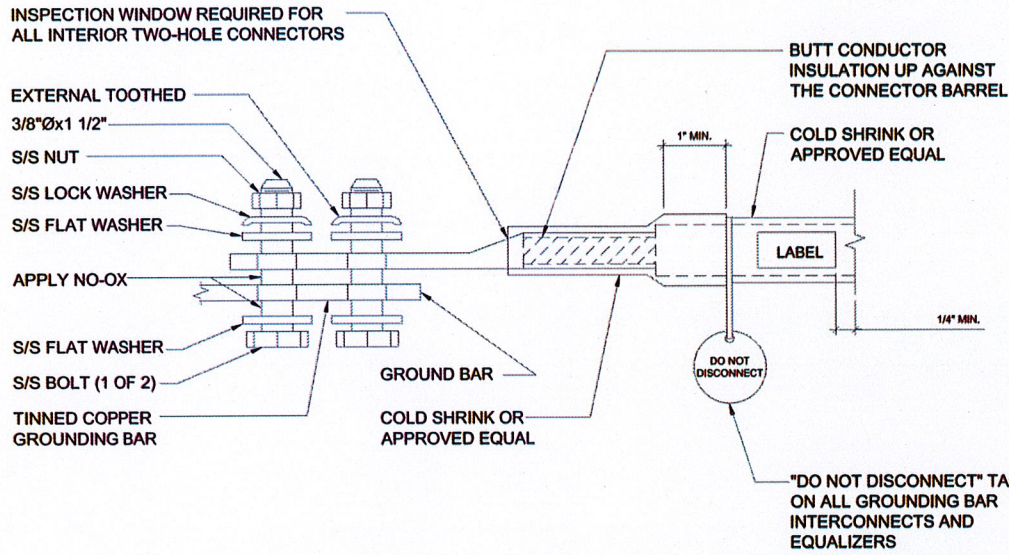 INSPECTION WINDOW REQUIRED FOR
ALL INTERIOR TWO-HOLE CONNECTORS
EXTERNAL TOOTHED
3/8"Øx1 1/2"
S/S NUT
S/S LOCK WASHER
S/S FLAT WASHER
APPLY NO-OX
S/S FLAT WASHER
S/S BOLT (1 OF 2)
TINNED COPPER
GROUNDING BAR
GROUND BAR
COLD SHRINK OR
APPROVED EQUAL
BUTT CONDUCTOR
INSULATION UP AGAINST
THE CONNECTOR BARREL
1" MIN.
COLD SHRINK OR
APPROVED EQUAL
LABEL
1/4" MIN.
DO NOT
DISCONNECT
"DO NOT DISCONNECT" TA
ON ALL GROUNDING BAR
INTERCONNECTS AND
EQUALIZERS